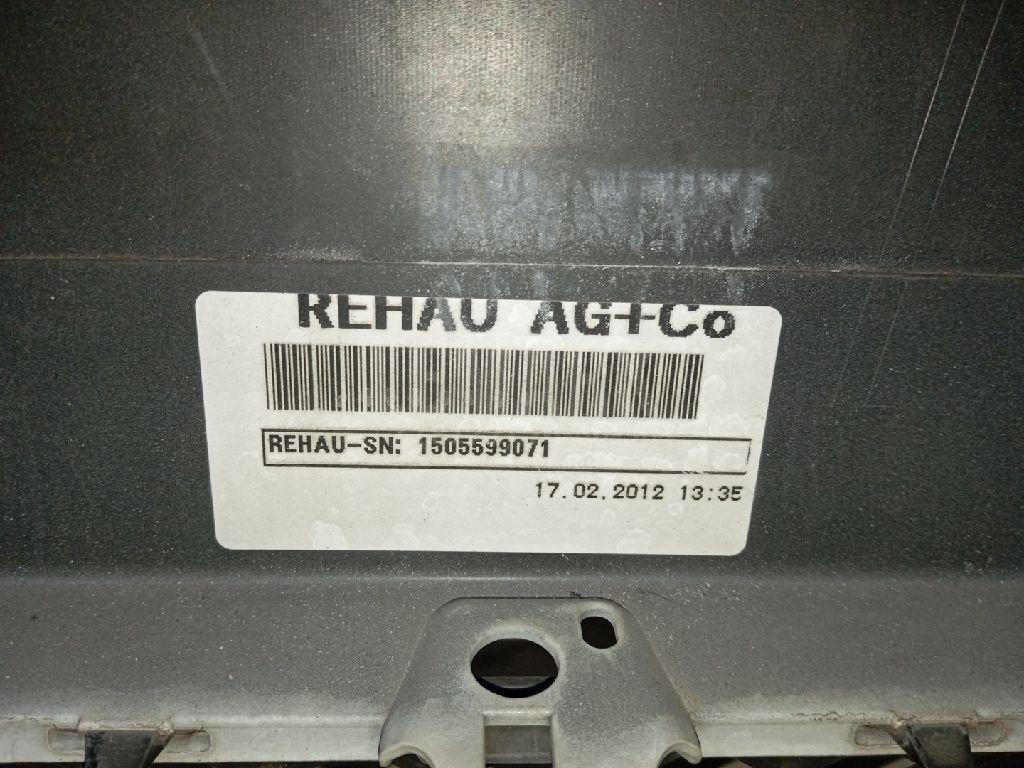 REHAU AG+Co
REHAU-SN: 1505599071
17.02.2012 13:35